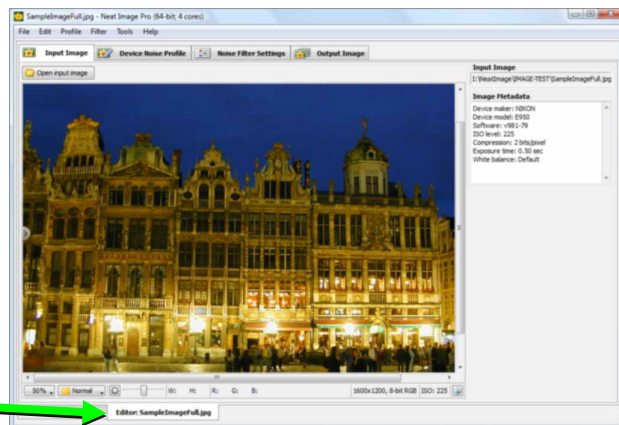 SampleImageFull.jpg - Neat Image Pro (64-bit; 4 cores)
File Edit Profile Filter Tools Help
Input Image Device Noise Profile Noise Filter Settings Output Image
Open input image
Input Image
I:\NeatImage\IMAGE-TEST\SampleImageFull.jpg
Image Metadata
Device maker: NIKON
Device model: E950
Software: v981-79
ISO level: 225
Compression: 2 bits/pixel
Exposure time: 0.50 sec
White balance: Default
50% Normal W: H: R: G: B: 1600x1200, 8-bit RGB ISO: 225
Editor: SampleImageFull.jpg